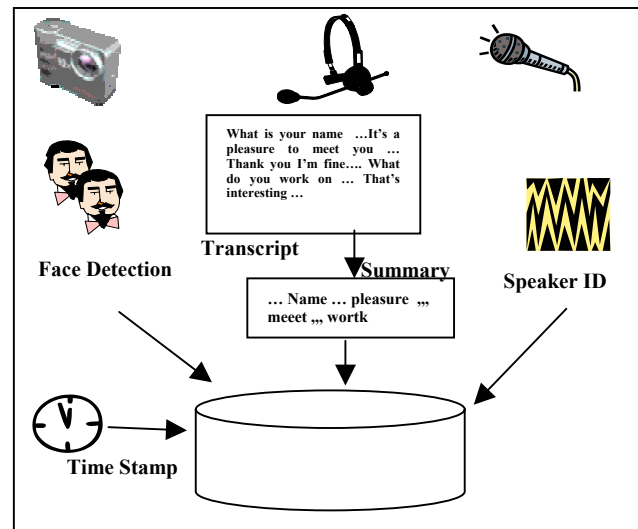 What is your name …It's a
pleasure to meet you …
Thank you I'm fine…. What
do you work on … That's
interesting …
Transcript
Face Detection
Summary
Speaker ID
… Name … pleasure ,,,
meeet ,,, wortk
Time Stamp